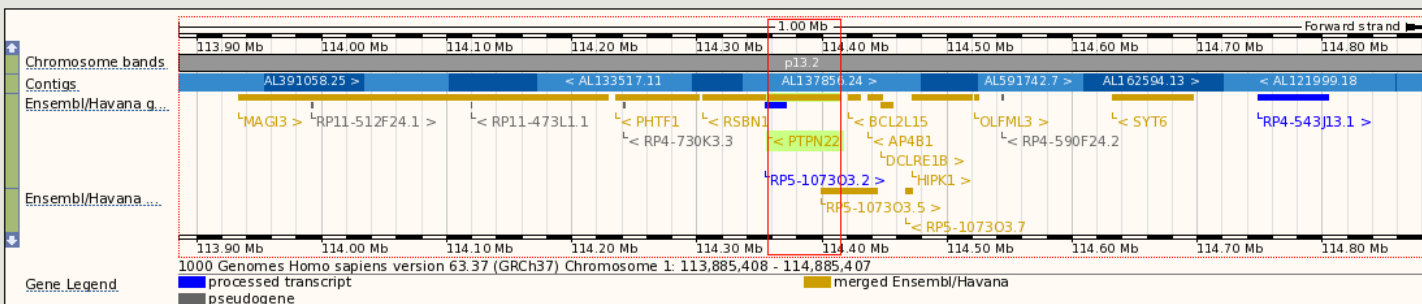 1.00 Mb Forward strand
113.90 Mb 114.00 Mb 114.10 Mb 114.20 Mb 114.30 Mb 114.40 Mb 114.50 Mb 114.60 Mb 114.70 Mb 114.80 Mb
Chromosome bands p13.2
Contigs AL391058.25 > < AL133517.11 AL137856.24 > AL591742.7 > AL162594.13 > < AL121999.18
Ensembl/Havana g...
MAGI3 > RP11-512F24.1 > < RP11-473L1.1 < PHTF1 < RSBN1 < BCL2L15 OLFML3 > < SYT6 RP4-543J13.1 >
< RP4-730K3.3 < PTPN22 < AP4B1 < RP4-590F24.2
DCLRE1B >
RP5-1073O3.2 > HIPK1 >
Ensembl/Havana ...
RP5-1073O3.5 >
< RP5-1073O3.7
113.90 Mb 114.00 Mb 114.10 Mb 114.20 Mb 114.30 Mb 114.40 Mb 114.50 Mb 114.60 Mb 114.70 Mb 114.80 Mb
1000 Genomes Homo sapiens version 63.37 (GRCh37) Chromosome 1: 113,885,408 - 114,885,407
Gene Legend processed transcript merged Ensembl/Havana
pseudogene